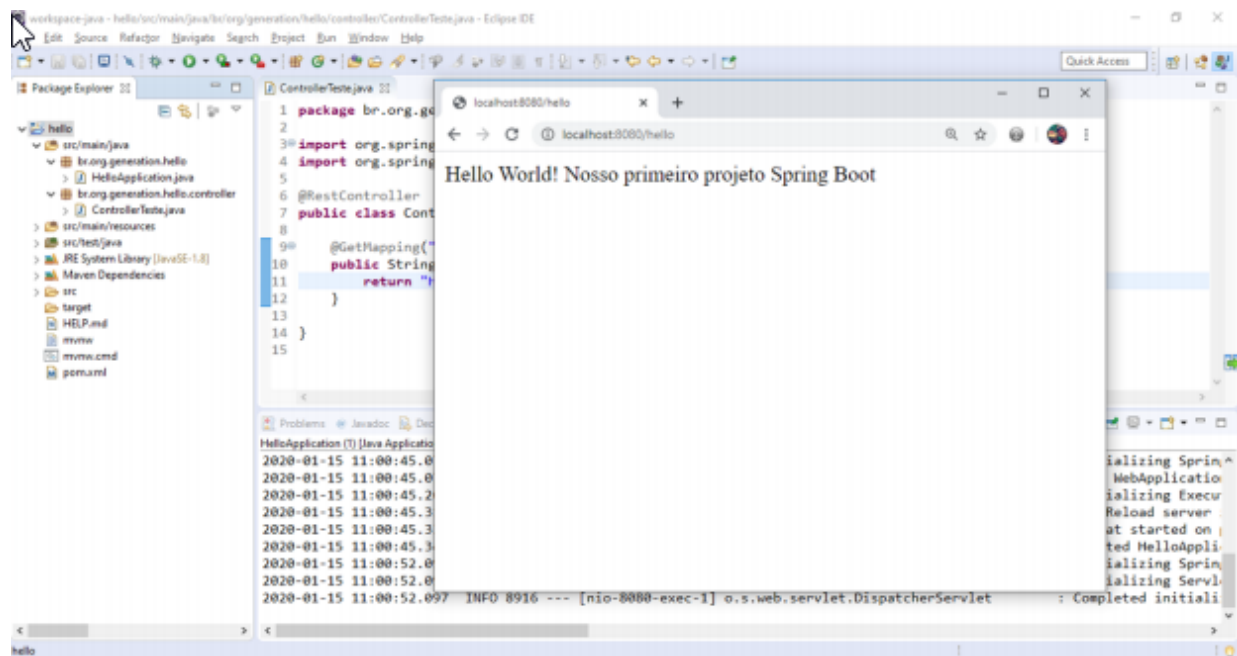 workspace-java - hello/src/main/java/br/org/generation/hello/controller/ControllerTeste.java - Eclipse IDE
Edit Source Refactor Navigate Search Project Run Window Help
Quick Access
Package Explorer
hello
src/main/java
br.org.generation.hello
HelloApplication.java
br.org.generation.hello.controller
ControllerTeste.java
src/main/resources
src/test/java
JRE System Library [JavaSE-1.8]
Maven Dependencies
src
target
HELP.md
mvnw
mvnw.cmd
pom.xml
ControllerTeste.java
1 package br.org.ge
2
3 import org.spring
4 import org.spring
5
6 @RestController
7 public class Cont
8
9 @GetMapping("
10 public String
11 return "H
12 }
13
14 }
15
localhost:8080/hello
localhost:8080/hello
Hello World! Nosso primeiro projeto Spring Boot
Problems Javadoc Dec
HelloApplication (1) [Java Applicatio
2020-01-15 11:00:45.0 ializing Sprin
2020-01-15 11:00:45.0 WebApplicatio
2020-01-15 11:00:45.2 ializing Execu
2020-01-15 11:00:45.3 Reload server
2020-01-15 11:00:45.3 at started on
2020-01-15 11:00:45.3 ted HelloAppli
2020-01-15 11:00:52.0 ializing Sprin
2020-01-15 11:00:52.0 ializing Servl
2020-01-15 11:00:52.097 INFO 8916 --- [nio-8080-exec-1] o.s.web.servlet.DispatcherServlet : Completed initiali
hello